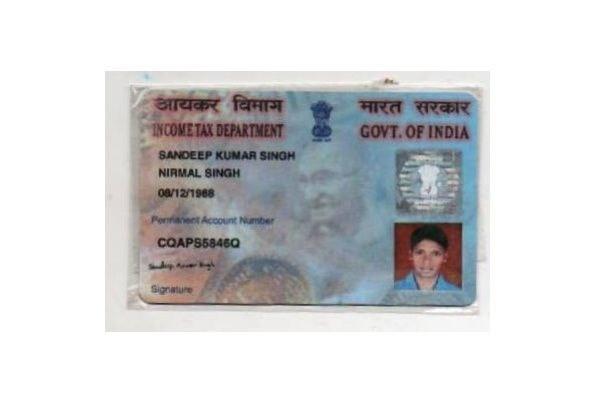 आयकर विभाग
भारत सरकार
INCOME TAX DEPARTMENT
GOVT. OF INDIA
SANDEEP KUMAR SINGH
NIRMAL SINGH
08/12/1988
Permanent Account Number
CQAPS5846Q
Sandeep Kumar Singh
Signature